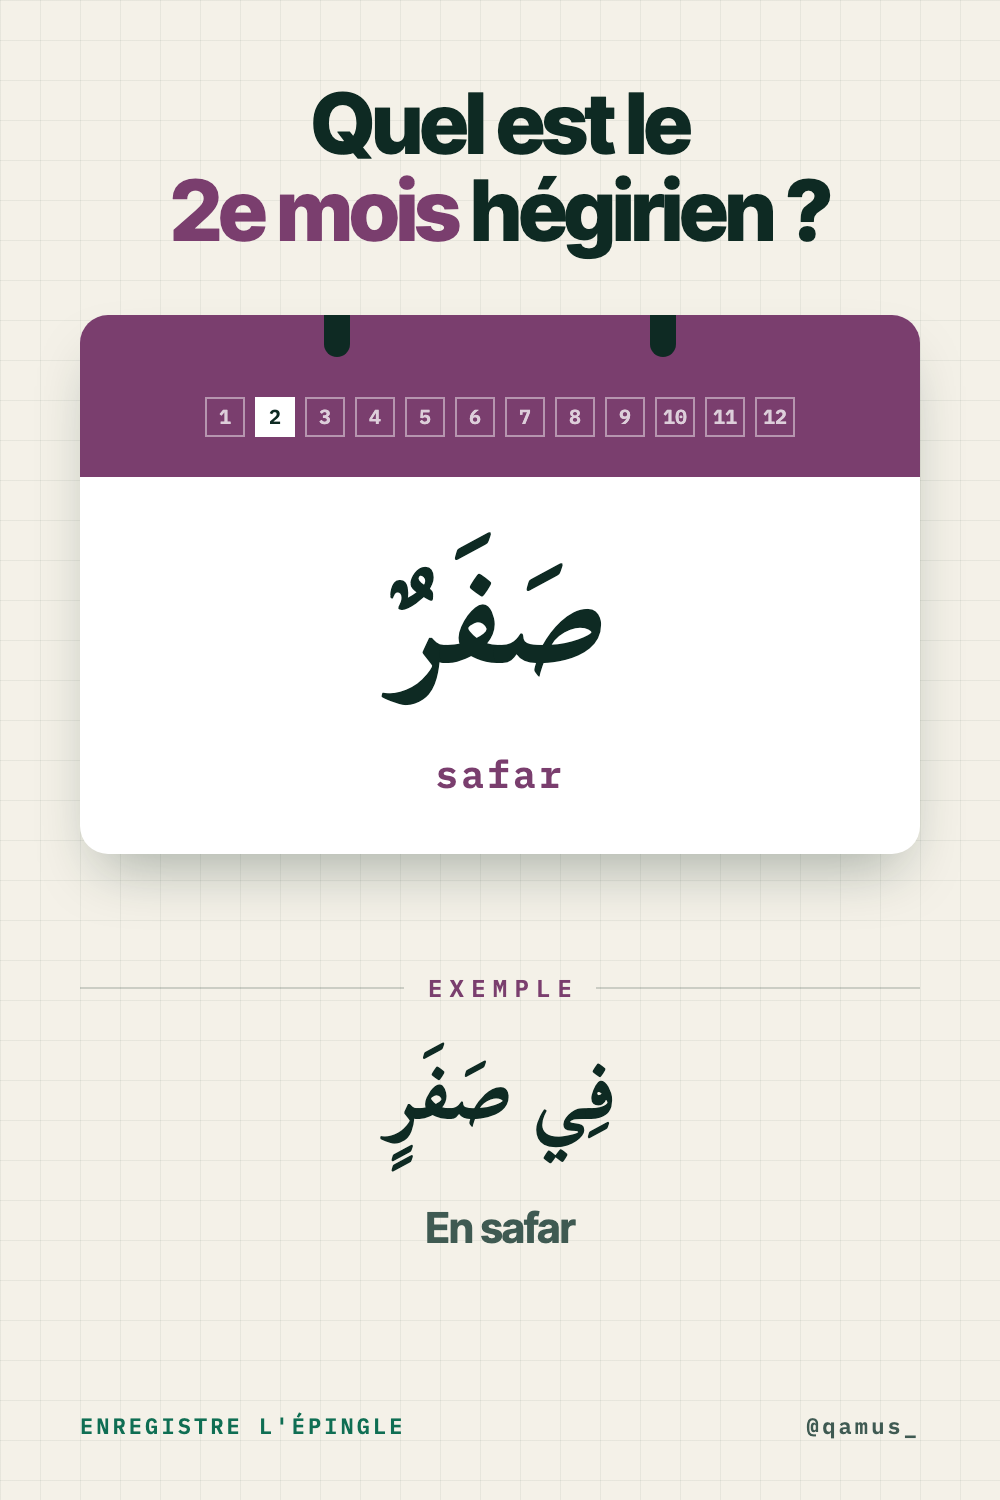 Quel est le
2e mois hégirien ?
1 2 3 4 5 6 7 8 9 10 11 12
صَفَرٌ
safar
EXEMPLE
فِي صَفَرٍ
En safar
ENREGISTRE L'ÉPINGLE
@qamus_